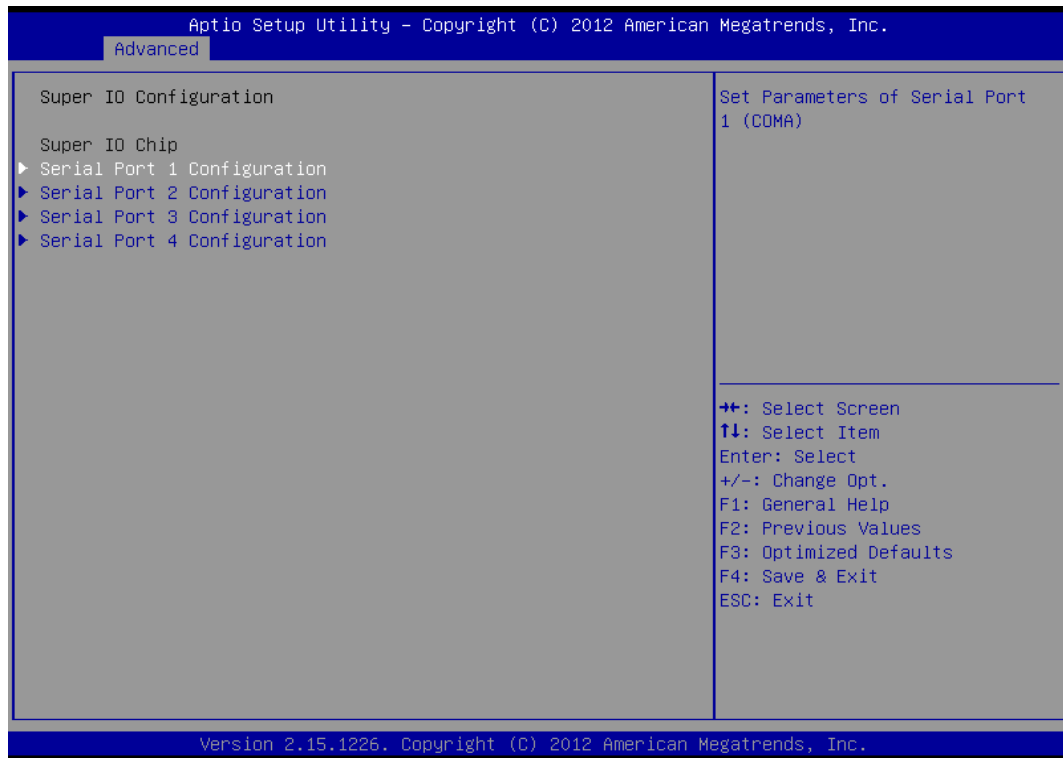 Aptio Setup Utility – Copyright (C) 2012 American Megatrends, Inc.
Advanced
Super IO Configuration
Super IO Chip
▶ Serial Port 1 Configuration
▶ Serial Port 2 Configuration
▶ Serial Port 3 Configuration
▶ Serial Port 4 Configuration
Set Parameters of Serial Port
1 (COMA)
→←: Select Screen
↑↓: Select Item
Enter: Select
+/-: Change Opt.
F1: General Help
F2: Previous Values
F3: Optimized Defaults
F4: Save & Exit
ESC: Exit
Version 2.15.1226. Copyright (C) 2012 American Megatrends, Inc.